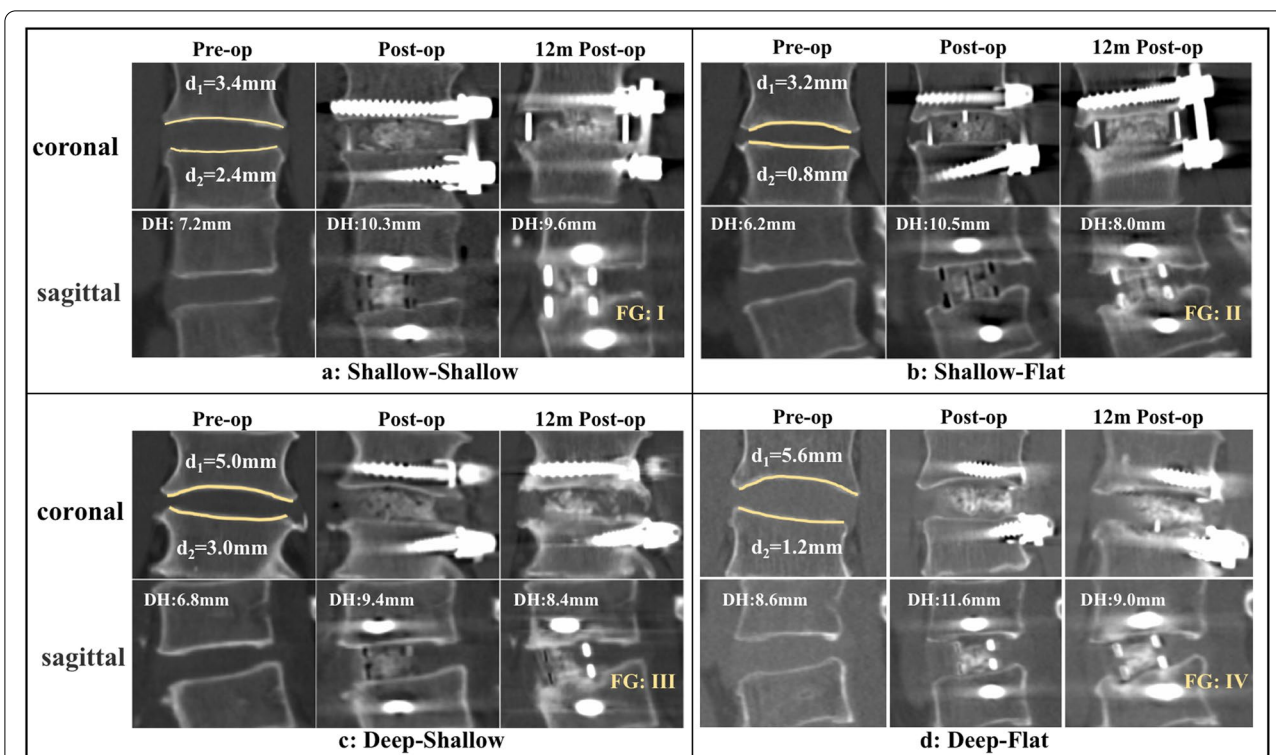 Pre-op Post-op 12m Post-op
coronal
d₁=3.4mm
d₂=2.4mm
sagittal
DH: 7.2mm DH:10.3mm DH:9.6mm
FG: I
a: Shallow-Shallow
Pre-op Post-op 12m Post-op
d₁=3.2mm
d₂=0.8mm
DH:6.2mm DH:10.5mm DH:8.0mm
FG: II
b: Shallow-Flat
Pre-op Post-op 12m Post-op
coronal
d₁=5.0mm
d₂=3.0mm
sagittal
DH:6.8mm DH:9.4mm DH:8.4mm
FG: III
c: Deep-Shallow
Pre-op Post-op 12m Post-op
d₁=5.6mm
d₂=1.2mm
DH:8.6mm DH:11.6mm DH:9.0mm
FG: IV
d: Deep-Flat